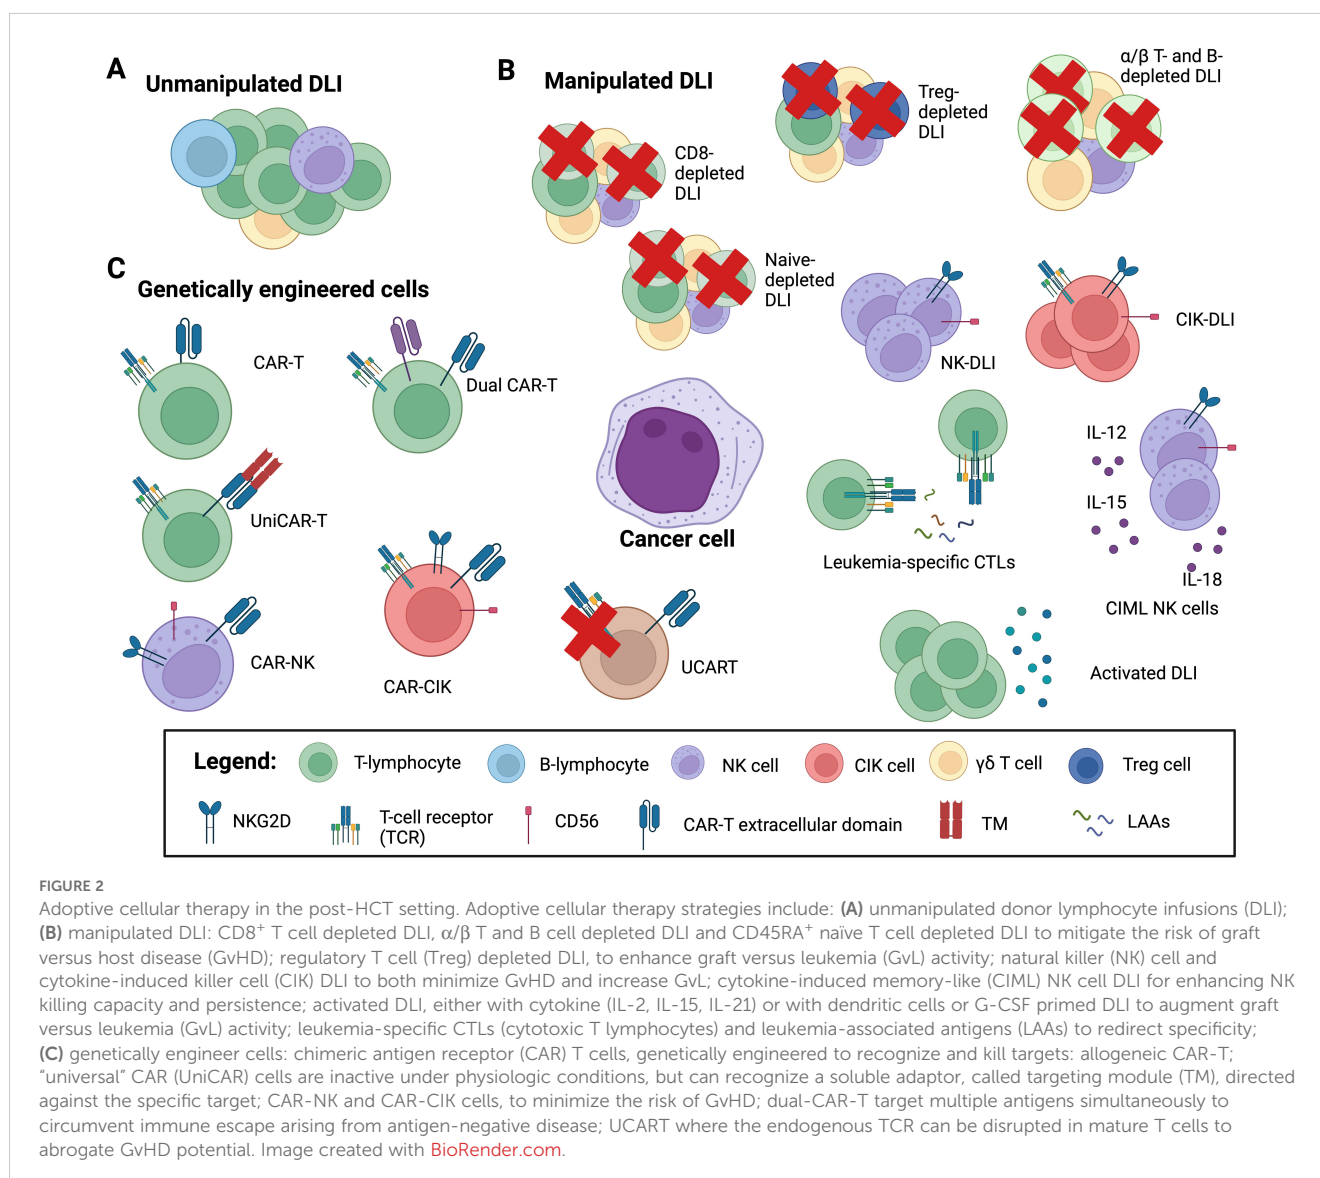 A
Unmanipulated DLI
B
Manipulated DLI
CD8-
depleted
DLI
Treg-
depleted
DLI
α/β T- and B-
depleted DLI
Naive-
depleted
DLI
NK-DLI
CIK-DLI
C
Genetically engineered cells
CAR-T
Dual CAR-T
UniCAR-T
CAR-NK
CAR-CIK
UCART
Cancer cell
Leukemia-specific CTLs
IL-12
IL-15
IL-18
CIML NK cells
Activated DLI
Legend:
T-lymphocyte
B-lymphocyte
NK cell
CIK cell
γδ T cell
Treg cell
NKG2D
T-cell receptor
(TCR)
CD56
CAR-T extracellular domain
TM
LAAs
FIGURE 2
Adoptive cellular therapy in the post-HCT setting. Adoptive cellular therapy strategies include: (A) unmanipulated donor lymphocyte infusions (DLI);
(B) manipulated DLI: CD8⁺ T cell depleted DLI, α/β T and B cell depleted DLI and CD45RA⁺ naïve T cell depleted DLI to mitigate the risk of graft
versus host disease (GvHD); regulatory T cell (Treg) depleted DLI, to enhance graft versus leukemia (GvL) activity; natural killer (NK) cell and
cytokine-induced killer cell (CIK) DLI to both minimize GvHD and increase GvL; cytokine-induced memory-like (CIML) NK cell DLI for enhancing NK
killing capacity and persistence; activated DLI, either with cytokine (IL-2, IL-15, IL-21) or with dendritic cells or G-CSF primed DLI to augment graft
versus leukemia (GvL) activity; leukemia-specific CTLs (cytotoxic T lymphocytes) and leukemia-associated antigens (LAAs) to redirect specificity;
(C) genetically engineer cells: chimeric antigen receptor (CAR) T cells, genetically engineered to recognize and kill targets: allogeneic CAR-T;
"universal" CAR (UniCAR) cells are inactive under physiologic conditions, but can recognize a soluble adaptor, called targeting module (TM), directed
against the specific target; CAR-NK and CAR-CIK cells, to minimize the risk of GvHD; dual-CAR-T target multiple antigens simultaneously to
circumvent immune escape arising from antigen-negative disease; UCART where the endogenous TCR can be disrupted in mature T cells to
abrogate GvHD potential. Image created with BioRender.com.